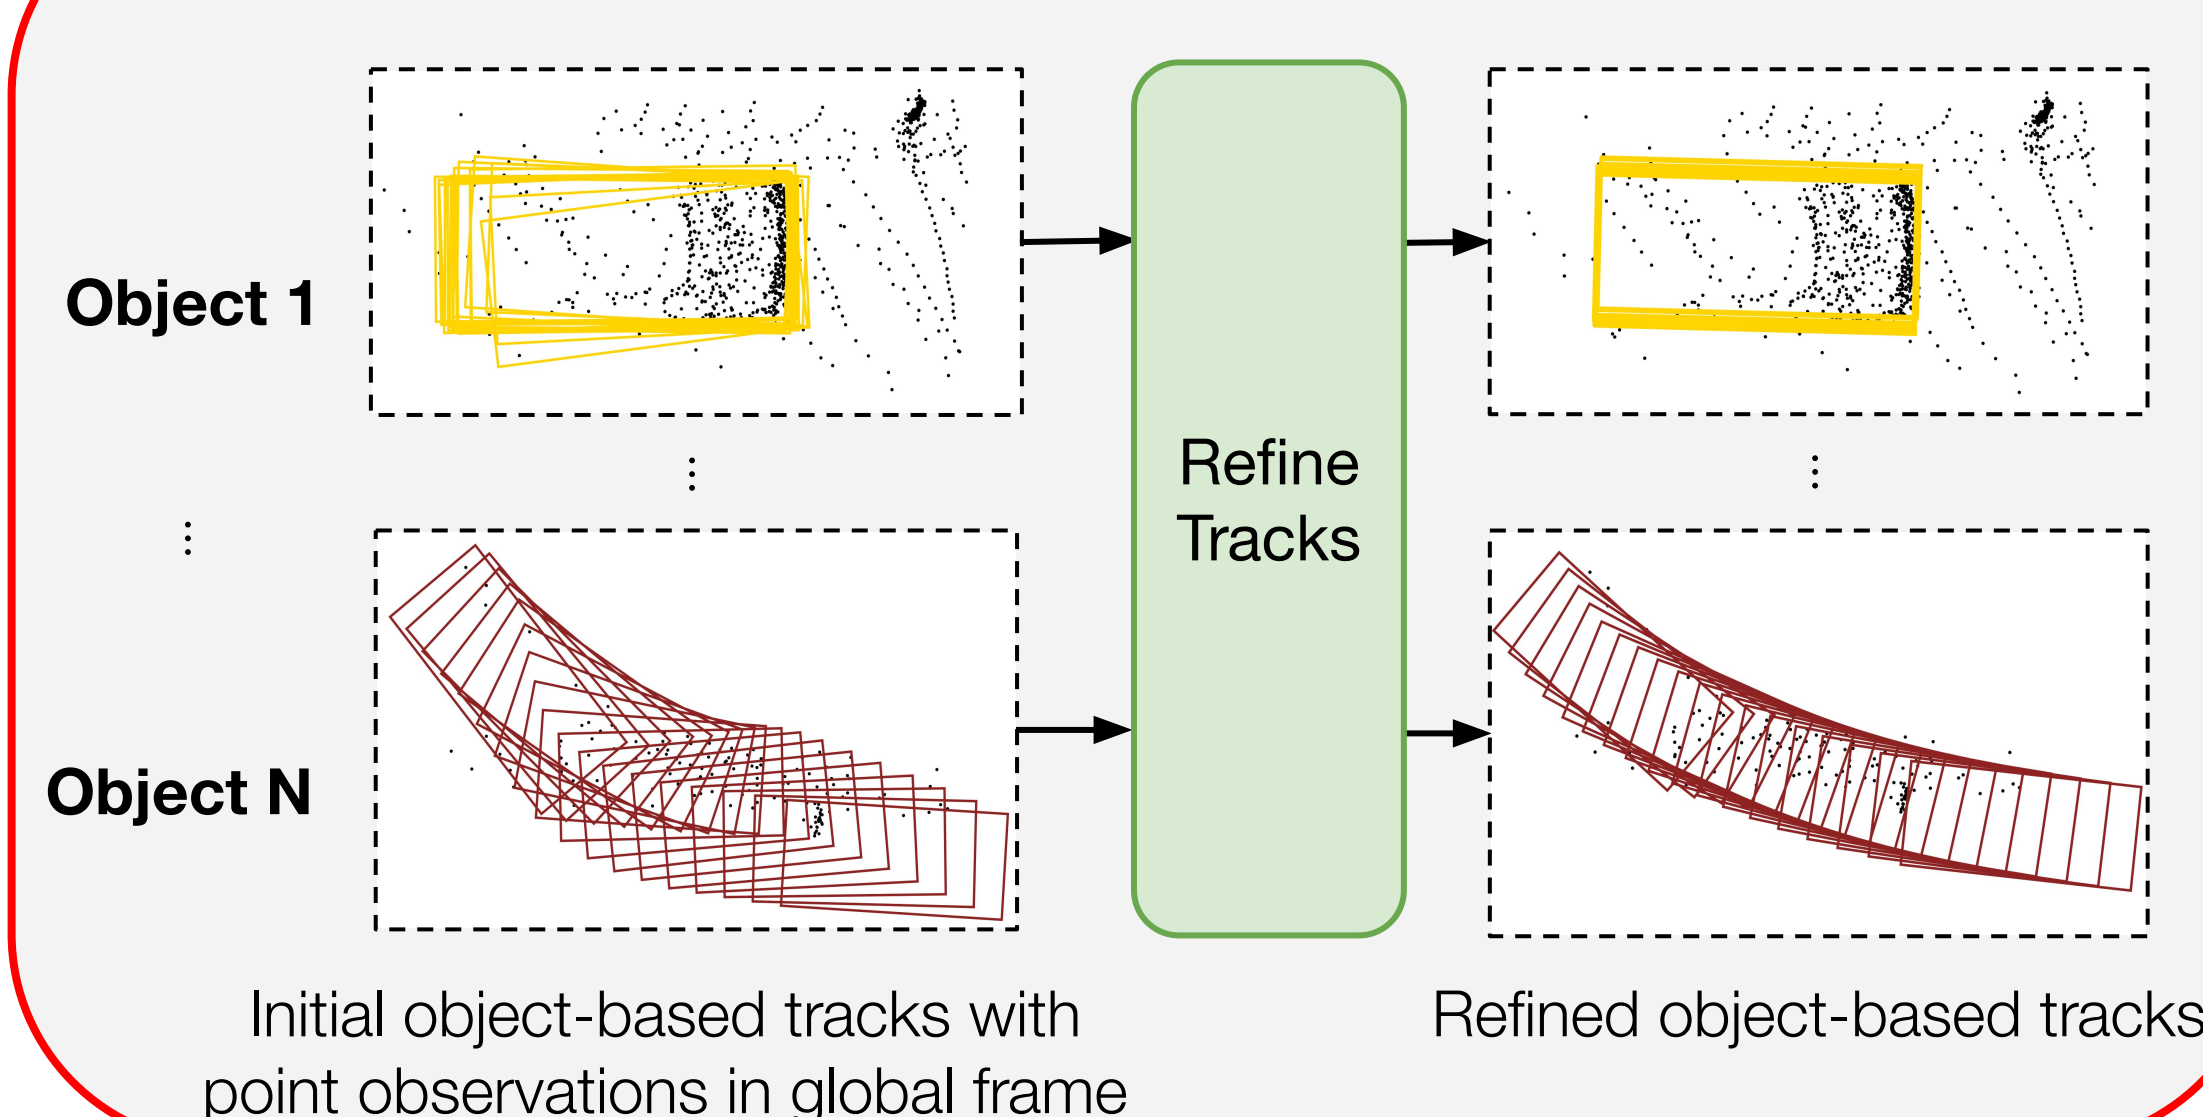 Object 1
Refine
Tracks
Object N
Initial object-based tracks with
point observations in global frame
Refined object-based tracks